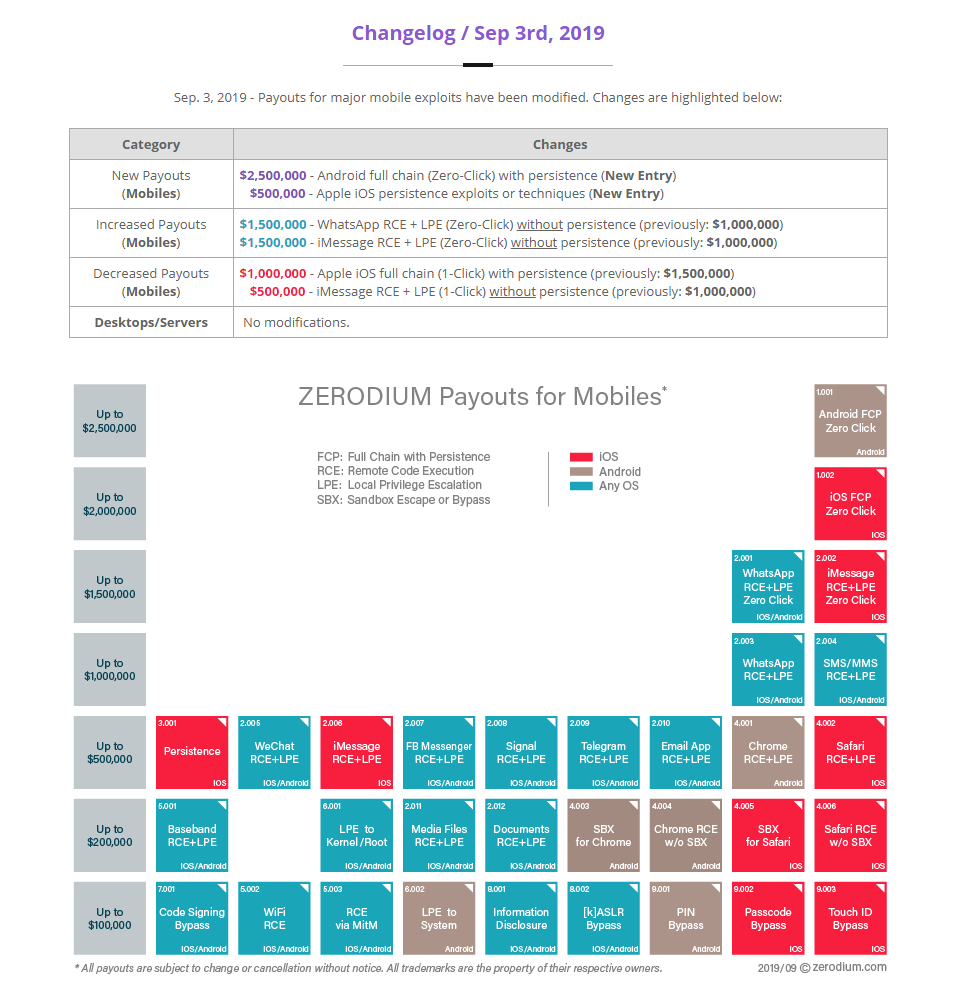 Changelog / Sep 3rd, 2019
Sep. 3, 2019 - Payouts for major mobile exploits have been modified. Changes are highlighted below:
Category Changes
New Payouts
(Mobiles)
$2,500,000 - Android full chain (Zero-Click) with persistence (New Entry)
$500,000 - Apple iOS persistence exploits or techniques (New Entry)
Increased Payouts
(Mobiles)
$1,500,000 - WhatsApp RCE + LPE (Zero-Click) without persistence (previously: $1,000,000)
$1,500,000 - iMessage RCE + LPE (Zero-Click) without persistence (previously: $1,000,000)
Decreased Payouts
(Mobiles)
$1,000,000 - Apple iOS full chain (1-Click) with persistence (previously: $1,500,000)
$500,000 - iMessage RCE + LPE (1-Click) without persistence (previously: $1,000,000)
Desktops/Servers No modifications.
ZERODIUM Payouts for Mobiles*
FCP: Full Chain with Persistence
RCE: Remote Code Execution
LPE: Local Privilege Escalation
SBX: Sandbox Escape or Bypass
iOS
Android
Any OS
Up to
$2,500,000
1.001
Android FCP
Zero Click
Android
Up to
$2,000,000
1.002
iOS FCP
Zero Click
iOS
Up to
$1,500,000
2.001
WhatsApp
RCE+LPE
Zero Click
iOS/Android
2.002
iMessage
RCE+LPE
Zero Click
iOS
Up to
$1,000,000
2.003
WhatsApp
RCE+LPE
iOS/Android
2.004
SMS/MMS
RCE+LPE
iOS/Android
Up to
$500,000
3.001
Persistence
iOS
2.005
WeChat
RCE+LPE
iOS/Android
2.006
iMessage
RCE+LPE
iOS
2.007
FB Messenger
RCE+LPE
iOS/Android
2.008
Signal
RCE+LPE
iOS/Android
2.009
Telegram
RCE+LPE
iOS/Android
2.010
Email App
RCE+LPE
iOS/Android
4.001
Chrome
RCE+LPE
Android
4.002
Safari
RCE+LPE
iOS
Up to
$200,000
5.001
Baseband
RCE+LPE
iOS/Android
6.001
LPE to
Kernel/Root
iOS/Android
2.011
Media Files
RCE+LPE
iOS/Android
2.012
Documents
RCE+LPE
iOS/Android
4.003
SBX
for Chrome
Android
4.004
Chrome RCE
w/o SBX
Android
4.005
SBX
for Safari
iOS
4.006
Safari RCE
w/o SBX
iOS
Up to
$100,000
7.001
Code Signing
Bypass
iOS/Android
5.002
WiFi
RCE
iOS/Android
5.003
RCE
via MitM
iOS/Android
6.002
LPE to
System
Android
8.001
Information
Disclosure
iOS/Android
8.002
[k]ASLR
Bypass
iOS/Android
9.001
PIN
Bypass
Android
9.002
Passcode
Bypass
iOS
9.003
Touch ID
Bypass
iOS
* All payouts are subject to change or cancellation without notice. All trademarks are the property of their respective owners.
2019/09 © zerodium.com